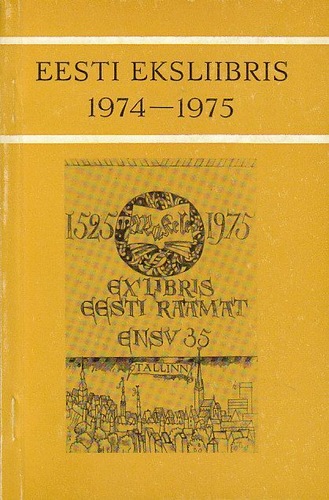 EESTI EKSLIIBRIS
1974—1975
1525 1975
EX LIBRIS
EESTI RAAMAT
ENSV 35
TALLINN